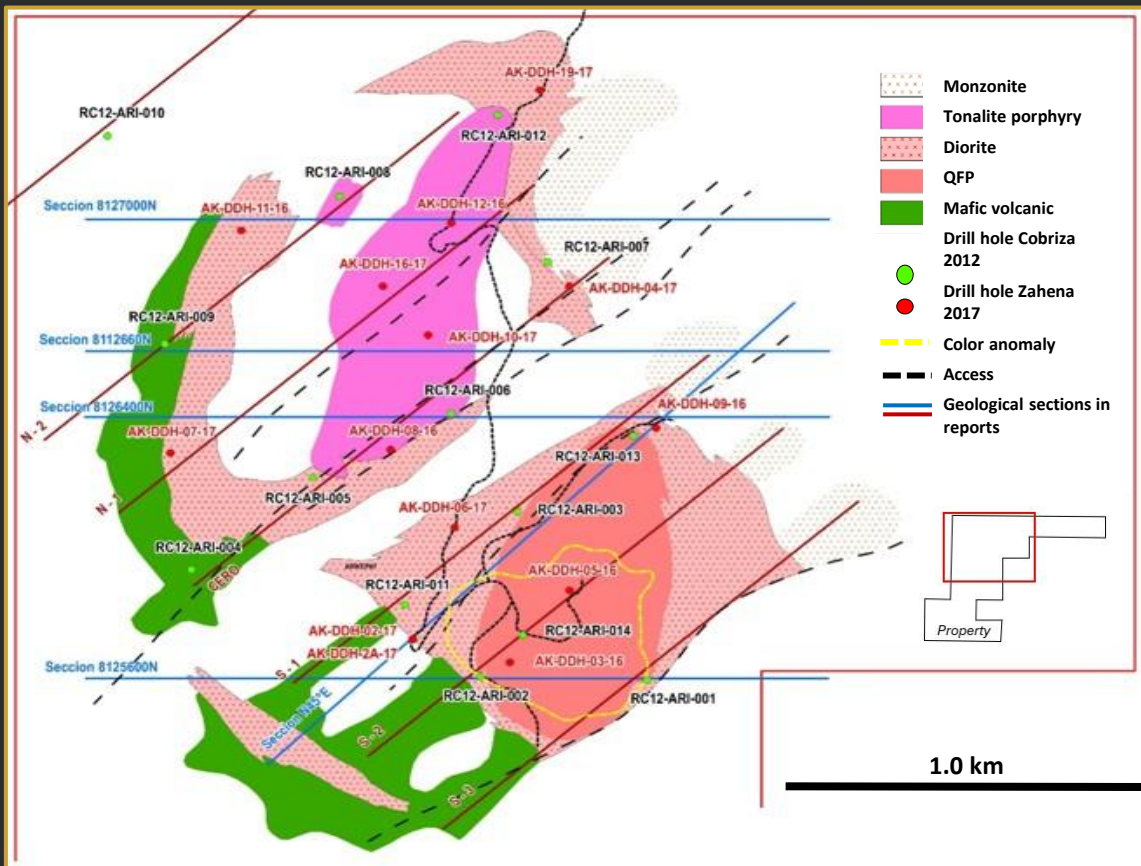 AK-DDH-19-17
RC12-ARI-010
RC12-ARI-012
RC12-ARI-008
Seccion 8127000N
AK-DDH-11-16
AK-DDH-12-16
RC12-ARI-007
AK-DDH-16-17
AK-DDH-04-17
RC12-ARI-009
AK-DDH-10-17
Seccion 8112660N
RC12-ARI-006
Seccion 8126400N
AK-DDH-09-16
N-2
AK-DDH-07-17
AK-DDH-08-16
RC12-ARI-013
RC12-ARI-005
N-1
AK-DDH-06-17
RC12-ARI-003
RC12-ARI-004
CERO
AK-DDH-05-16
RC12-ARI-011
RC12-ARI-014
AK-DDH-02-17
AK-DDH-2A-17
AK-DDH-03-16
S-1
Seccion 8125600N
RC12-ARI-002
RC12-ARI-001
Seccion N45°E
S-2
S-3
Monzonite
Tonalite porphyry
Diorite
QFP
Mafic volcanic
Drill hole Cobriza
2012
Drill hole Zahena
2017
Color anomaly
Access
Geological sections in
reports
Property
1.0 km